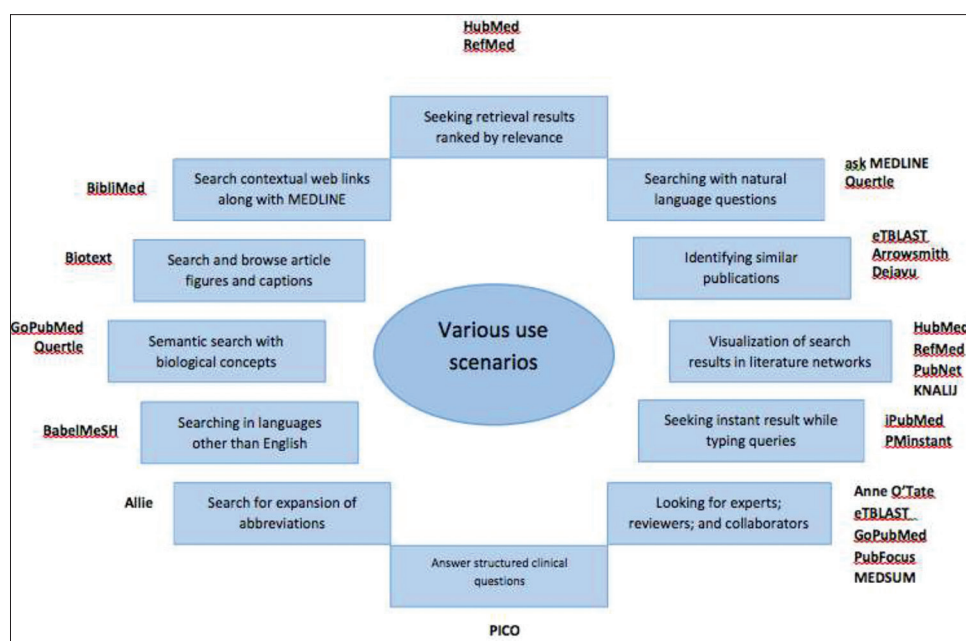 HubMed
RefMed
Seeking retrieval results
ranked by relevance
BibliMed
Search contextual web links
along with MEDLINE
Searching with natural
language questions
ask MEDLINE
Quertle
Biotext
Search and browse article
figures and captions
Identifying similar
publications
eTBLAST
Arrowsmith
Dejavu
GoPubMed
Quertle
Semantic search with
biological concepts
Various use
scenarios
Visualization of search
results in literature networks
HubMed
RefMed
PubNet
KNALIJ
BabelMeSH
Searching in languages
other than English
Seeking instant result while
typing queries
iPubMed
PMinstant
Allie
Search for expansion of
abbreviations
Looking for experts;
reviewers; and collaborators
Anne O'Tate
eTBLAST
GoPubMed
PubFocus
MEDSUM
Answer structured clinical
questions
PICO